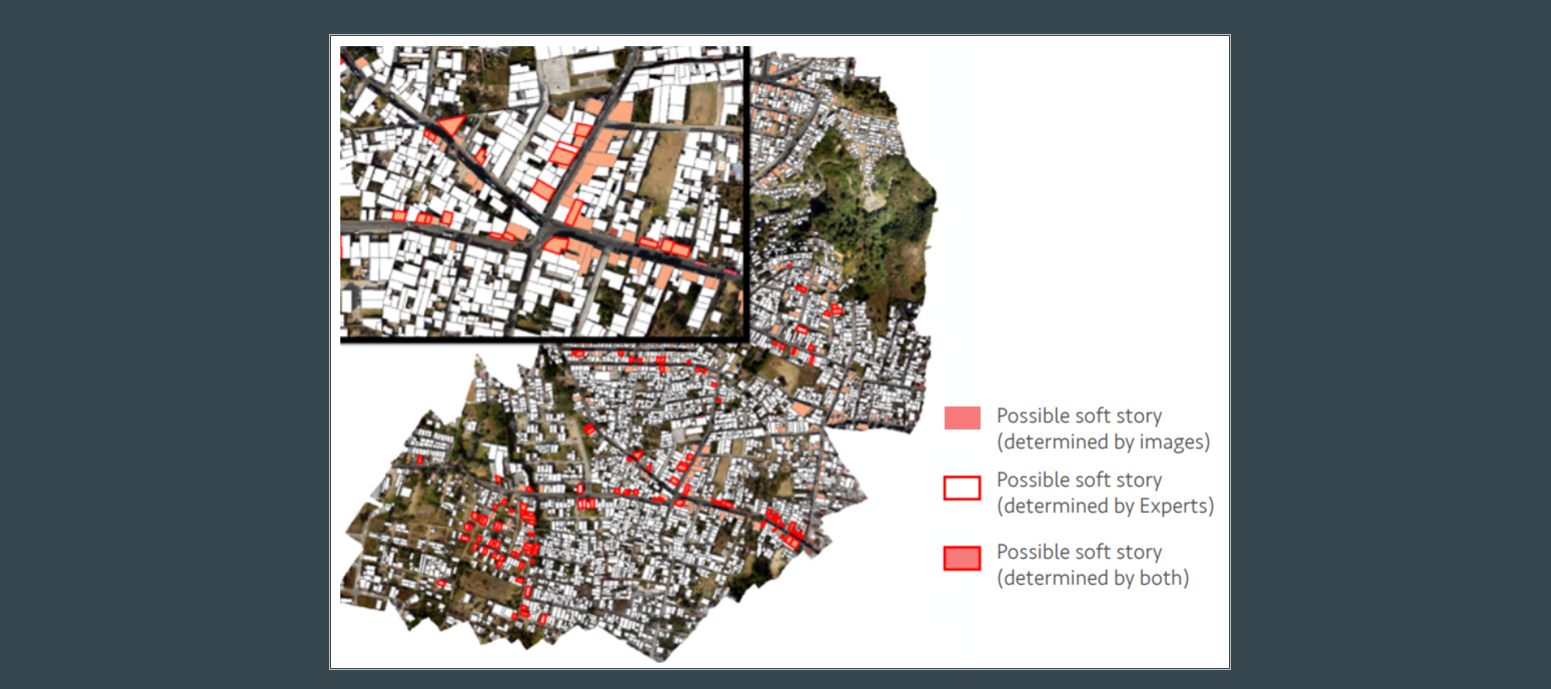 Possible soft story
(determined by images)
Possible soft story
(determined by Experts)
Possible soft story
(determined by both)